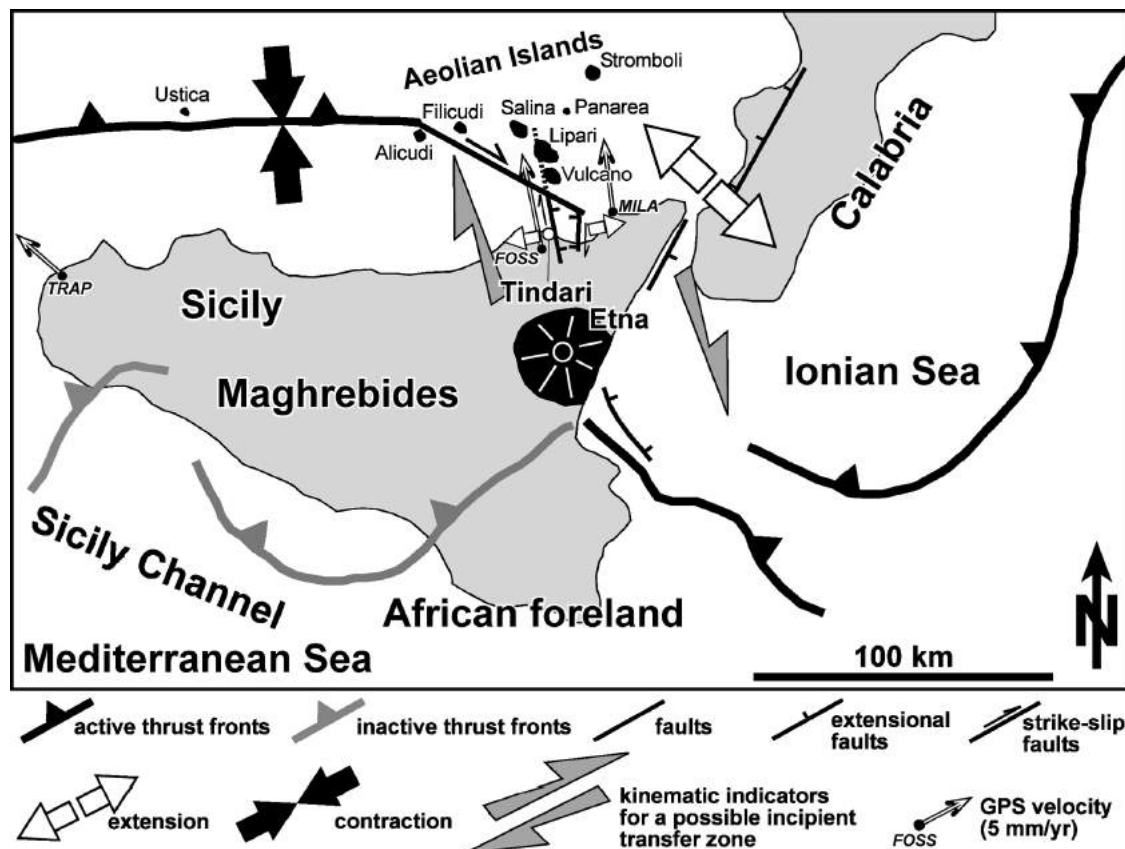 Aeolian Islands
Stromboli
Ustica
Filicudi
Salina
Panarea
Alicudi
Lipari
Vulcano
Calabria
MILA
FOSS
TRAP
Tindari
Sicily
Etna
Maghrebides
Ionian Sea
Sicily Channel
African foreland
Mediterranean Sea
100 km
N
active thrust fronts
inactive thrust fronts
faults
extensional
faults
strike-slip
faults
extension
contraction
kinematic indicators
for a possible incipient
transfer zone
GPS velocity
(5 mm/yr)
FOSS